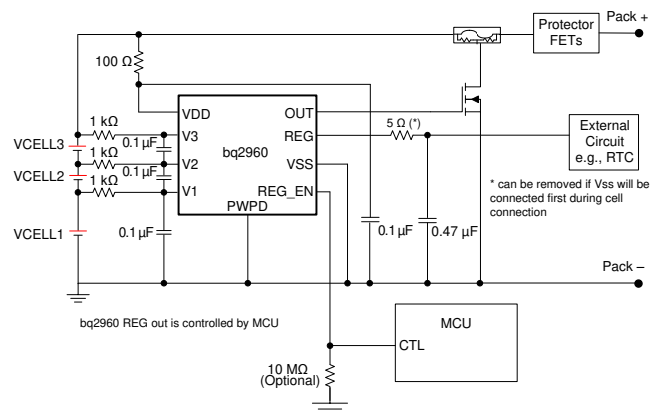 Pack +
Protector
FETs
100 Ω
VDD
OUT
1 kΩ
V3
REG
5 Ω (*)
0.1 µF
bq2960
External
Circuit
e.g., RTC
VCELL3
1 kΩ
V2
VSS
0.1 µF
VCELL2
1 kΩ
V1
REG_EN
* can be removed if Vss will be
connected first during cell
connection
PWPD
VCELL1
0.1 µF
0.1 µF
0.47 µF
Pack –
bq2960 REG out is controlled by MCU
MCU
CTL
10 MΩ
(Optional)